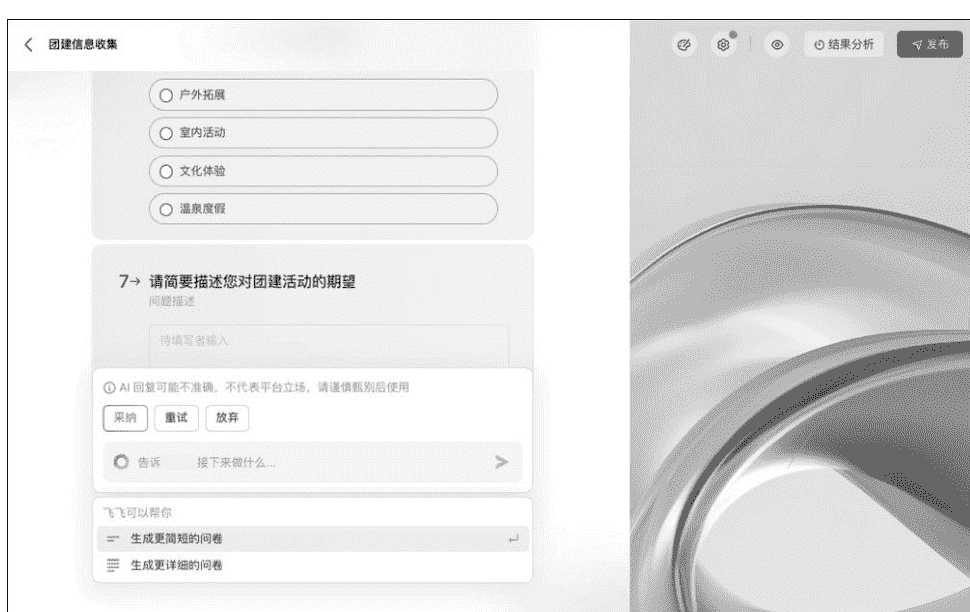 团建信息收集
结果分析
发布
户外拓展
室内活动
文化体验
温泉度假
7→ 请简要描述您对团建活动的期望
问题描述
待填写者输入
AI 回复可能不准确，不代表平台立场，请谨慎甄别后使用
采纳 重试 放弃
告诉 接下来做什么...
飞飞可以帮你
生成更简短的问卷
生成更详细的问卷